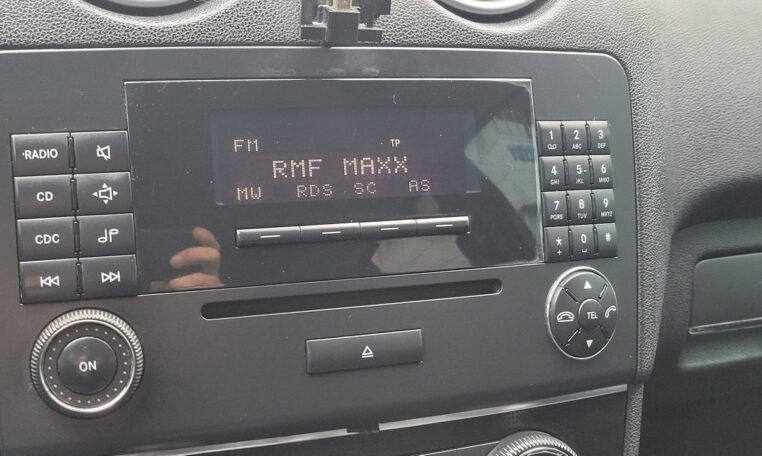 FM TP
RMF MAXX
MW RDS SC AS
RADIO
CD
CDC
ON
1 2 ABC 3 DEF
4 GHI 5 JKL 6 MNO
7 PQRS 8 TUV 9 WXYZ
* + 0 #
TEL